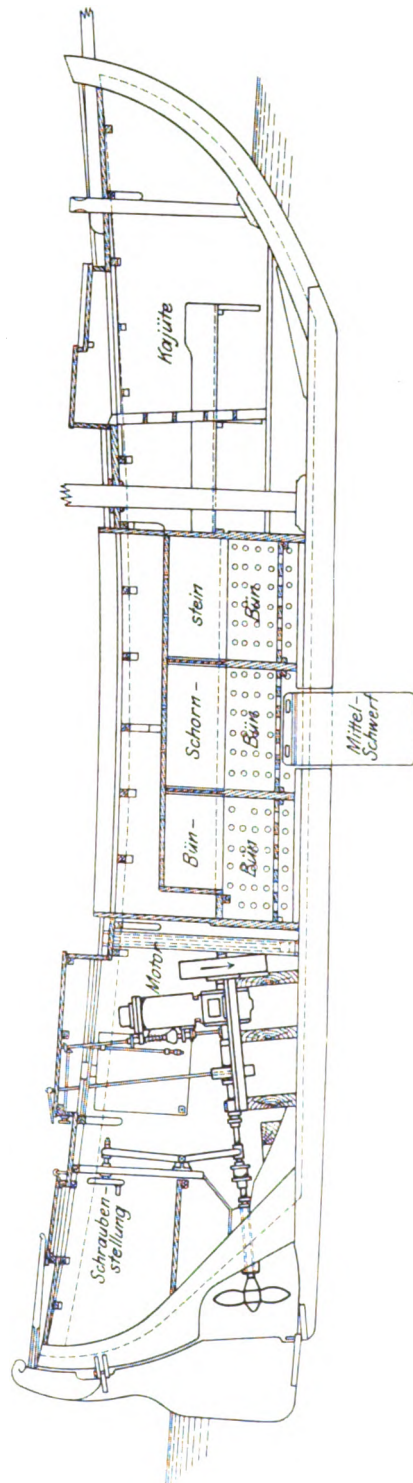 Schrauben-
stellung
Motor
Bün- Schorn- stein
Kajüte
Bün Bün Bün
Mittel-
Schwert